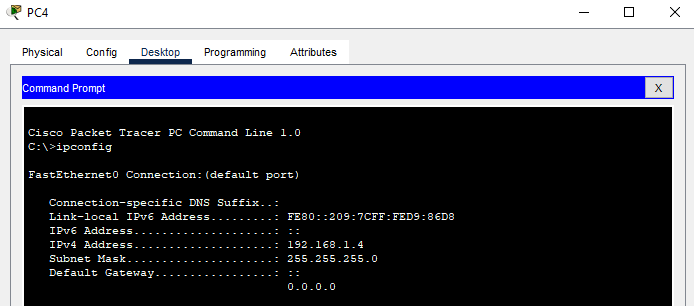 PC4
Physical Config Desktop Programming Attributes
Command Prompt
X
Cisco Packet Tracer PC Command Line 1.0
C:\>ipconfig
FastEthernet0 Connection:(default port)
Connection-specific DNS Suffix..:
Link-local IPv6 Address.........: FE80::209:7CFF:FED9:86D8
IPv6 Address....................: ::
IPv4 Address....................: 192.168.1.4
Subnet Mask.....................: 255.255.255.0
Default Gateway.................: ::
0.0.0.0